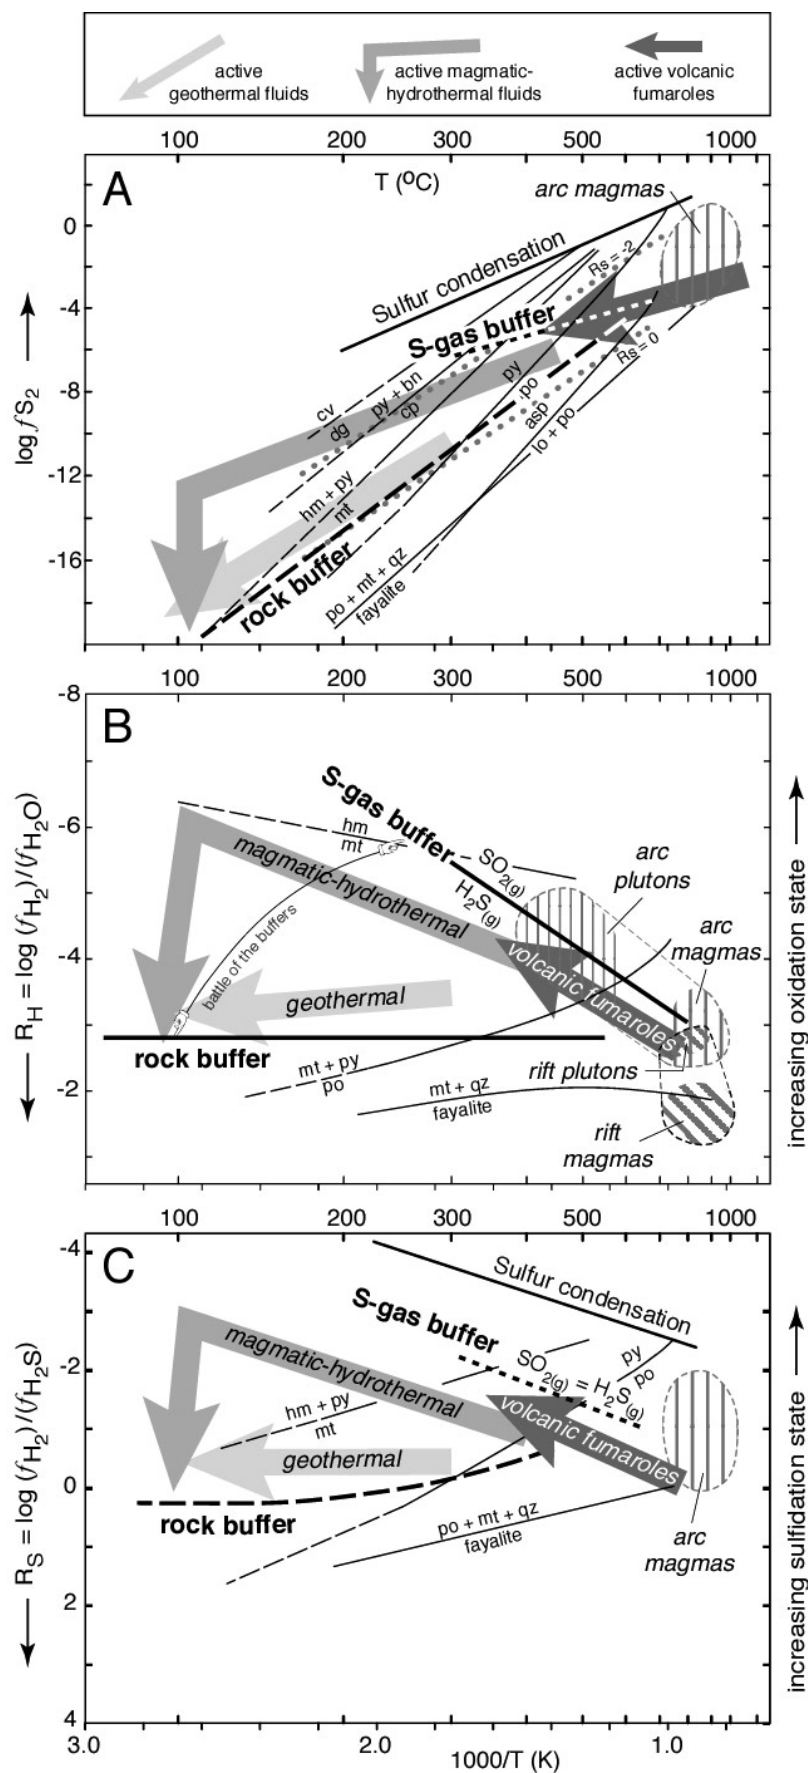 active geothermal fluids
active magmatic-hydrothermal fluids
active volcanic fumaroles
100 200 300 500 1000
A
T (ºC)
arc magmas
0
-4
-8
-12
-16
log fS2
Sulfur condensation
Rs = -2
S-gas buffer
Rs = 0
cv
dg
py + bn
cp
py
po
asp
lo + po
hm + py
mt
rock buffer
po + mt + qz
fayalite
100 200 300 500 1000
B
-8
-6
-4
-2
RH = log (fH2)/(fH2O)
increasing oxidation state
S-gas buffer
hm
mt
SO2(g)
H2S(g)
arc plutons
arc magmas
magmatic-hydrothermal
battle of the buffers
volcanic fumaroles
geothermal
rock buffer
mt + py
po
mt + qz
fayalite
rift plutons
rift magmas
100 200 300 500 1000
C
-4
-2
0
2
4
RS = log (fH2)/(fH2S)
increasing sulfidation state
Sulfur condensation
S-gas buffer
SO2(g) = H2S(g)
py
po
magmatic-hydrothermal
volcanic fumaroles
hm + py
mt
geothermal
rock buffer
po + mt + qz
fayalite
arc magmas
3.0 2.0 1.0
1000/T (K)